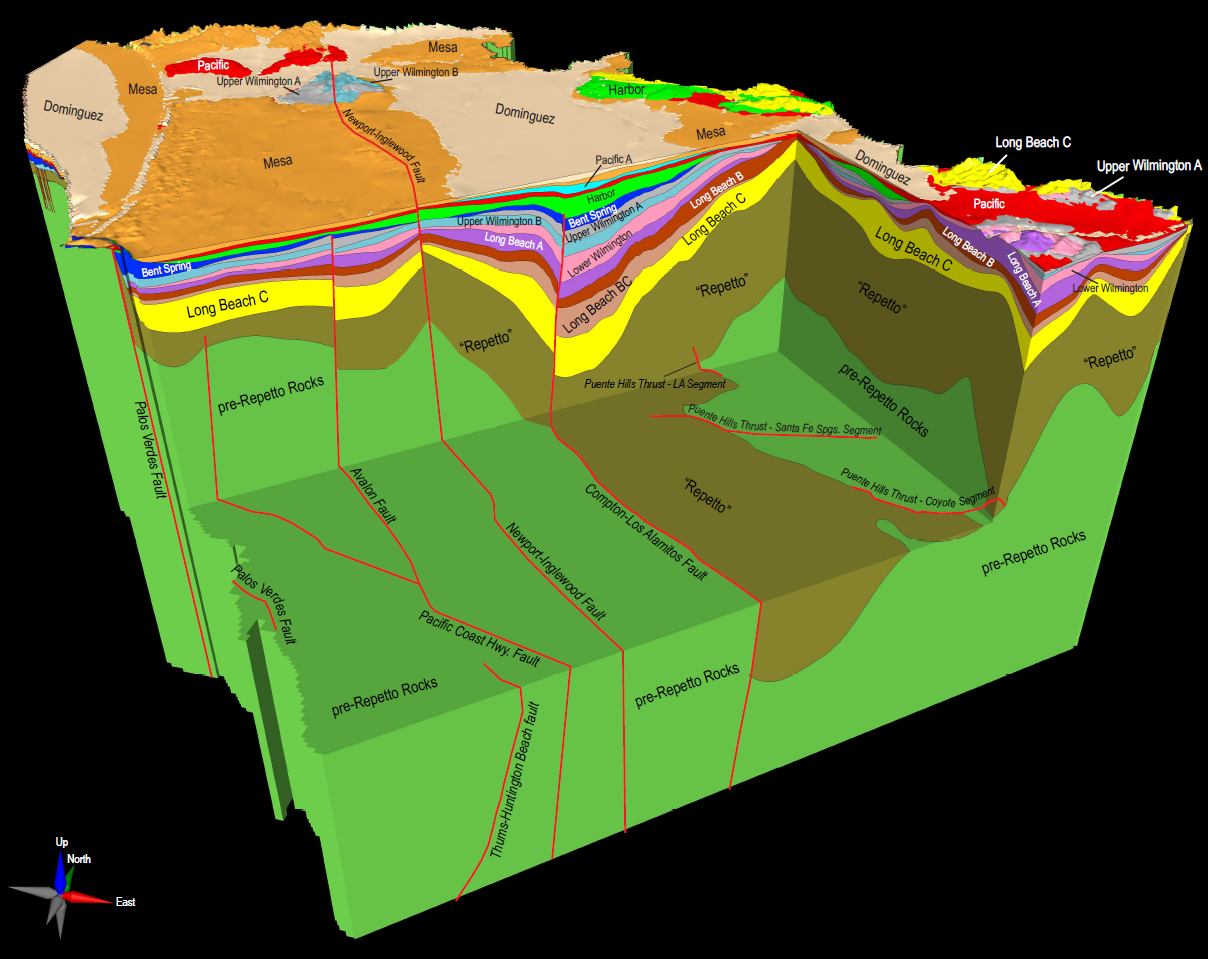 Mesa
Pacific
Upper Wilmington B
Upper Wilmington A
Mesa
Harbor
Dominguez
Dominguez
Newport-Inglewood Fault
Mesa
Long Beach C
Mesa
Pacific A
Dominguez
Upper Wilmington A
Harbor
Long Beach B
Pacific
Bent Spring
Upper Wilmington B
Upper Wilmington A
Long Beach C
Long Beach C
Long Beach B
Long Beach A
Lower Wilmington
Long Beach A
Lower Wilmington
Bent Spring
Long Beach C
Long Beach BC
"Repetto"
"Repetto"
"Repetto"
"Repetto"
pre-Repetto Rocks
Puente Hills Thrust - LA Segment
pre-Repetto Rocks
Puente Hills Thrust - Santa Fe Spgs. Segment
Palos Verdes Fault
Avalon Fault
Compton-Los Alamitos Fault
"Repetto"
Puente Hills Thrust - Coyote Segment
Newport-Inglewood Fault
pre-Repetto Rocks
Palos Verdes Fault
Pacific Coast Hwy. Fault
pre-Repetto Rocks
pre-Repetto Rocks
Thums-Huntington Beach fault
Up
North
East